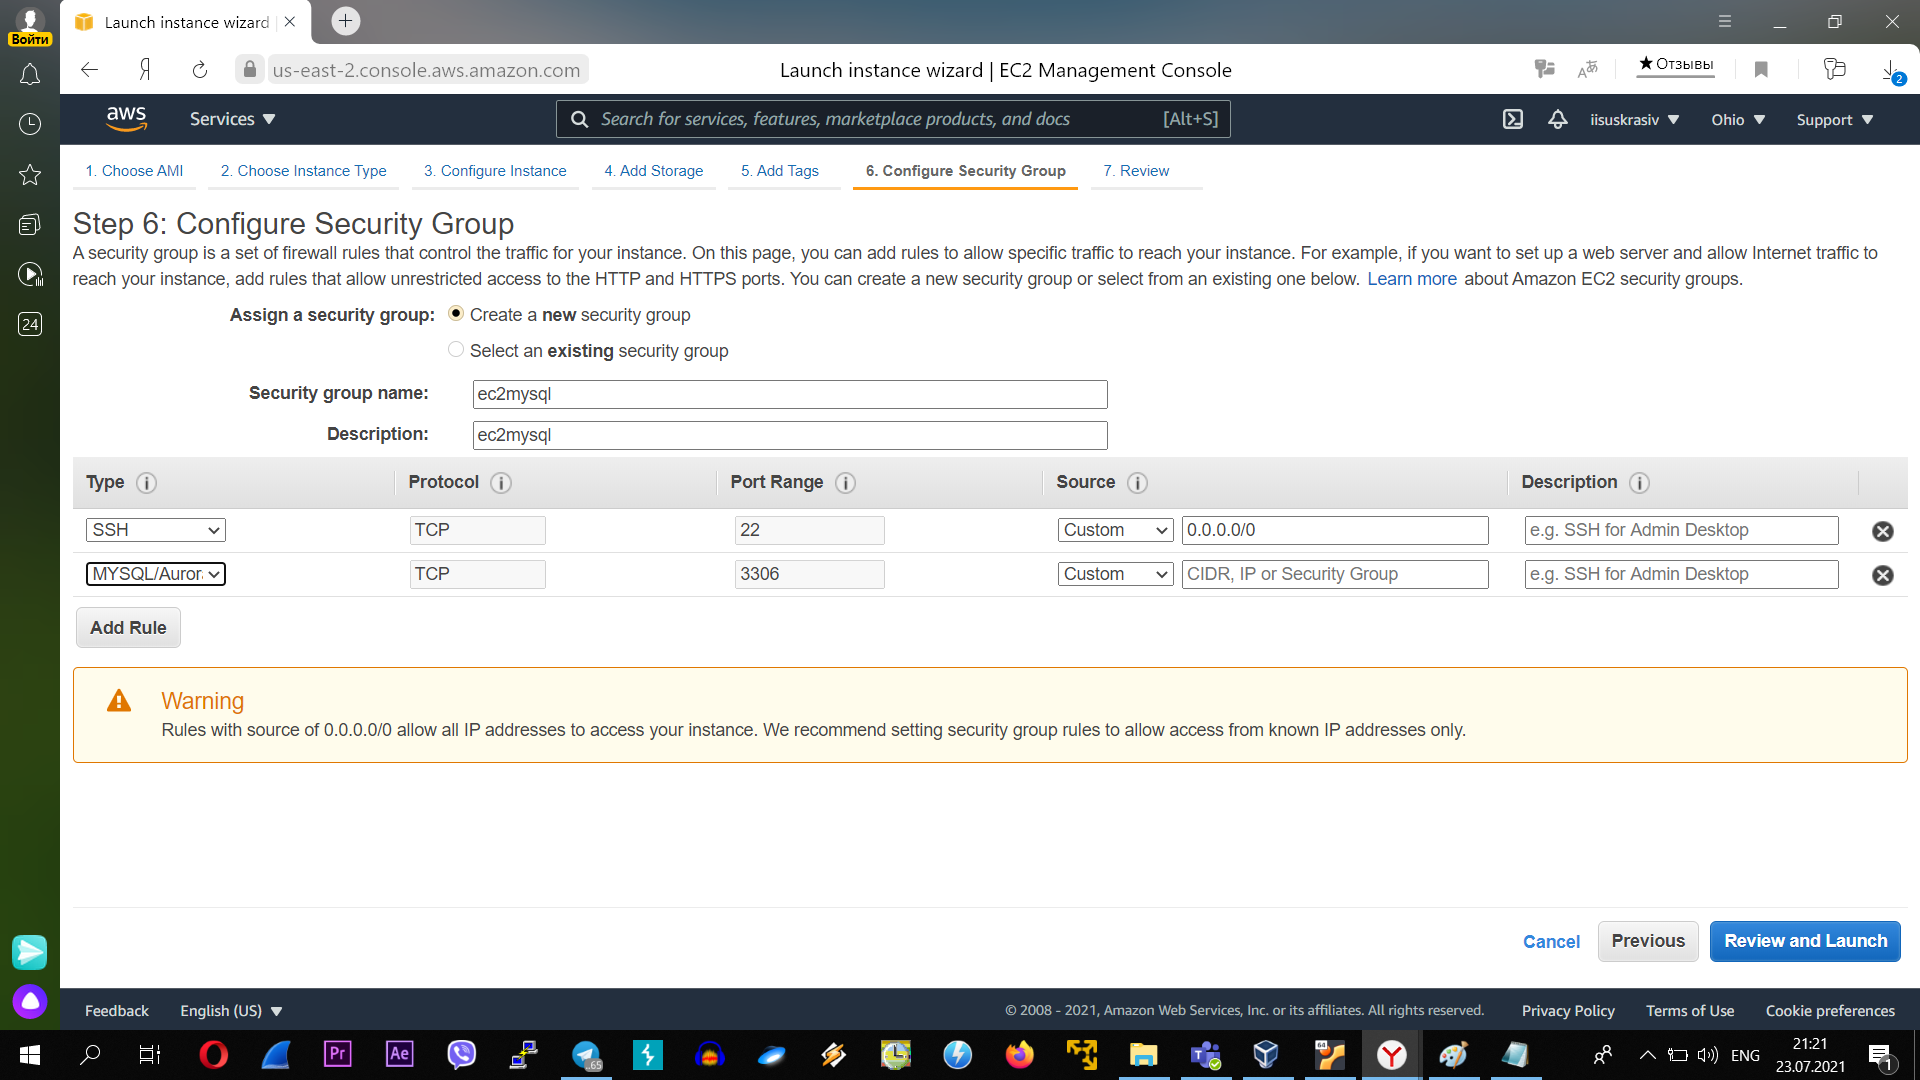 Войти
Launch instance wizard
us-east-2.console.aws.amazon.com
Launch instance wizard | EC2 Management Console
★Отзывы
2
aws
Services
Search for services, features, marketplace products, and docs
[Alt+S]
iisuskrasiv
Ohio
Support
24
1. Choose AMI
2. Choose Instance Type
3. Configure Instance
4. Add Storage
5. Add Tags
6. Configure Security Group
7. Review
Step 6: Configure Security Group
A security group is a set of firewall rules that control the traffic for your instance. On this page, you can add rules to allow specific traffic to reach your instance. For example, if you want to set up a web server and allow Internet traffic to
reach your instance, add rules that allow unrestricted access to the HTTP and HTTPS ports. You can create a new security group or select from an existing one below. Learn more about Amazon EC2 security groups.
Assign a security group:
Create a new security group
Select an existing security group
Security group name:
ec2mysql
Description:
ec2mysql
Type
Protocol
Port Range
Source
Description
SSH
TCP
22
Custom
0.0.0.0/0
e.g. SSH for Admin Desktop
MYSQL/Auror
TCP
3306
Custom
CIDR, IP or Security Group
e.g. SSH for Admin Desktop
Add Rule
Warning
Rules with source of 0.0.0.0/0 allow all IP addresses to access your instance. We recommend setting security group rules to allow access from known IP addresses only.
Cancel
Previous
Review and Launch
Feedback
English (US)
© 2008 - 2021, Amazon Web Services, Inc. or its affiliates. All rights reserved.
Privacy Policy
Terms of Use
Cookie preferences
Pr
Ae
65
64
ENG
21:21
23.07.2021
1